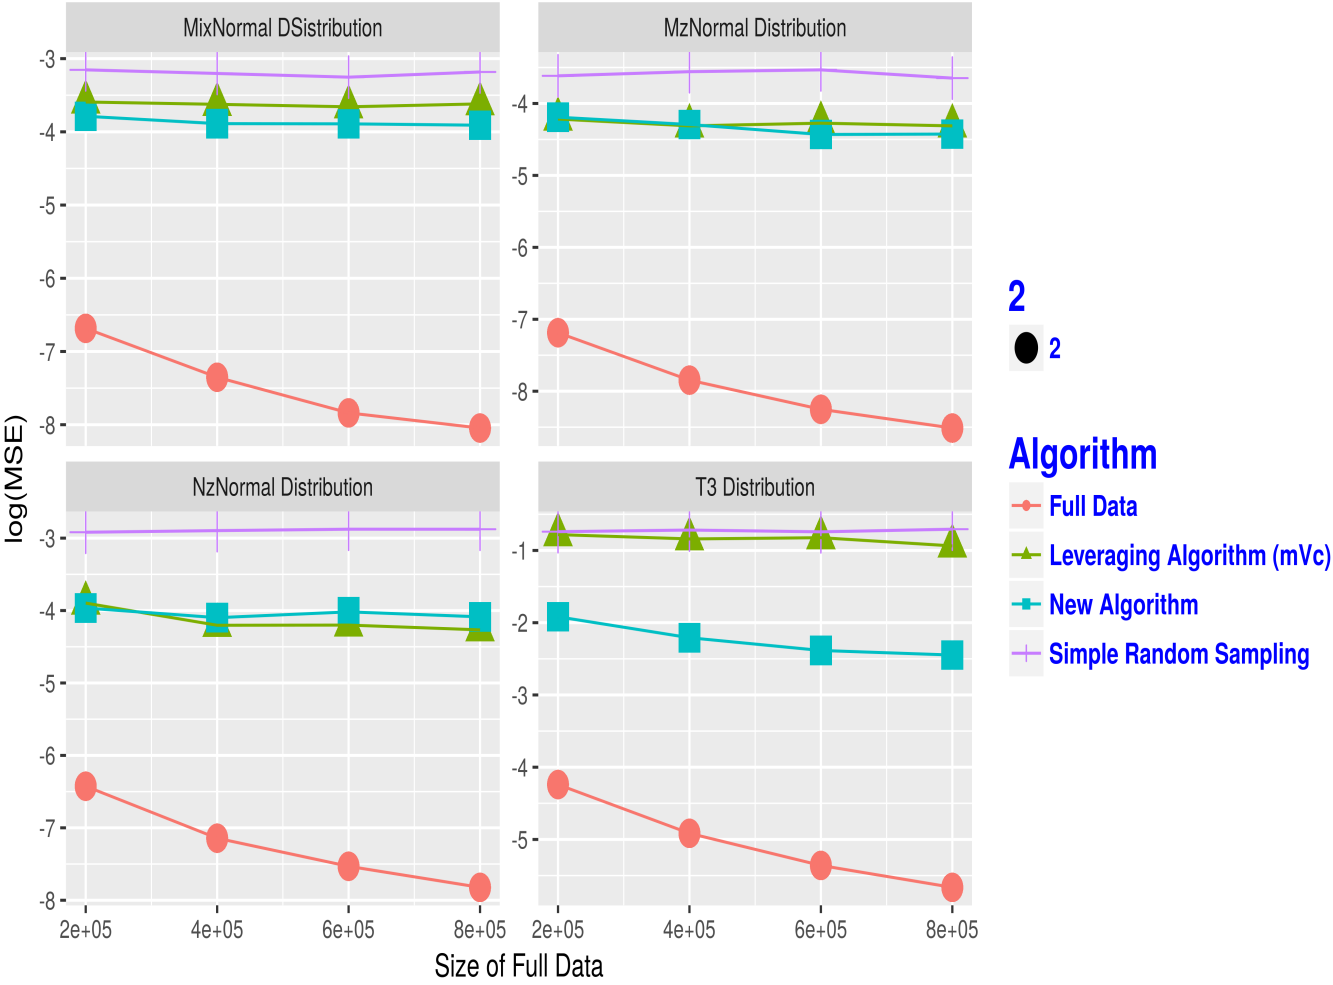 MixNormal DSistribution
MzNormal Distribution
-3
-4
-5
-6
-7
-8
-4
-5
-6
-7
-8
log(MSE)
NzNormal Distribution
T3 Distribution
-3
-4
-5
-6
-7
-8
-1
-2
-3
-4
-5
2e+05 4e+05 6e+05 8e+05
2e+05 4e+05 6e+05 8e+05
Size of Full Data
2
2
Algorithm
Full Data
Leveraging Algorithm (mVc)
New Algorithm
Simple Random Sampling